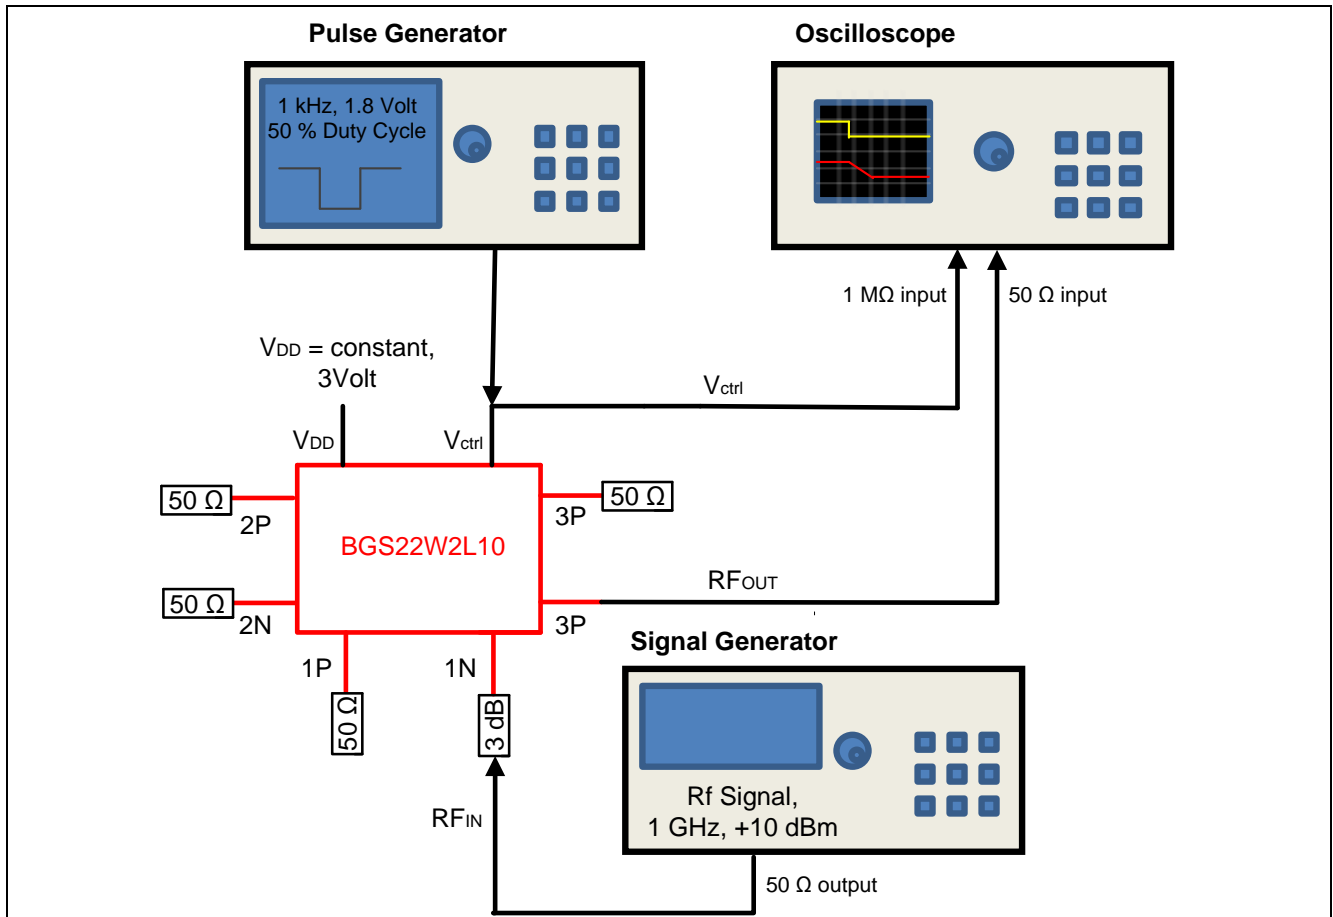 Pulse Generator
Oscilloscope
1 kHz, 1.8 Volt
50 % Duty Cycle
1 MΩ input
50 Ω input
VDD = constant,
3Volt
Vctrl
VDD
Vctrl
50 Ω
2P
3P
50 Ω
BGS22W2L10
RFOUT
50 Ω
2N
3P
1P
1N
50 Ω
3 dB
Signal Generator
Rf Signal,
1 GHz, +10 dBm
RFIN
50 Ω output